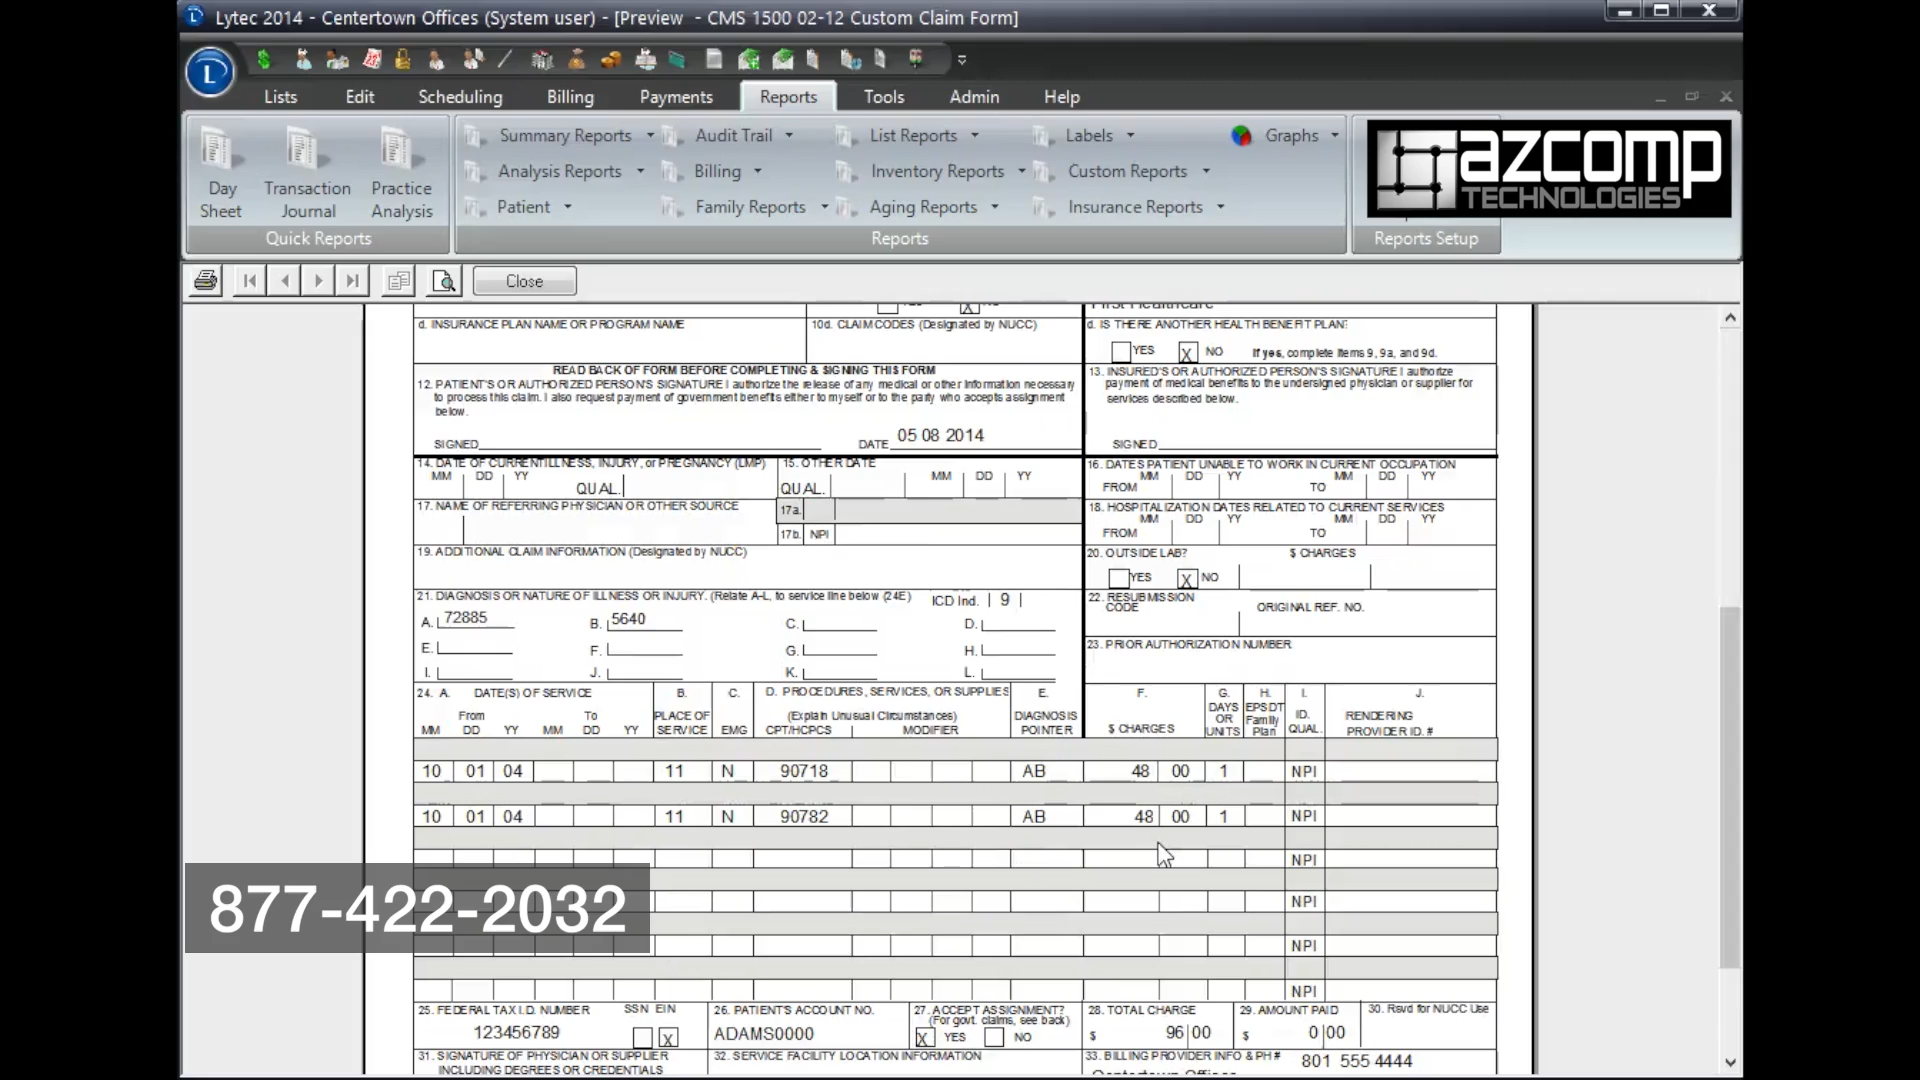 Lytec 2014 - Centertown Offices (System user) - [Preview - CMS 1500 02-12 Custom Claim Form]
L
Lists Edit Scheduling Billing Payments Reports Tools Admin Help
Summary Reports Audit Trail List Reports Labels Graphs
Analysis Reports Billing Inventory Reports Custom Reports
Patient Family Reports Aging Reports Insurance Reports
Day Sheet
Transaction Journal
Practice Analysis
Quick Reports Reports Reports Setup
azcomp
TECHNOLOGIES
Close
First Healthcare
d. INSURANCE PLAN NAME OR PROGRAM NAME
10d. CLAIM CODES (Designated by NUCC)
d. IS THERE ANOTHER HEALTH BENEFIT PLAN?
YES X NO If yes, complete items 9, 9a, and 9d.
READ BACK OF FORM BEFORE COMPLETING & SIGNING THIS FORM
12. PATIENT'S OR AUTHORIZED PERSON'S SIGNATURE I authorize the release of any medical or other information necessary
to process this claim. I also request payment of government benefits either to myself or to the party who accepts assignment
below.
SIGNED DATE 05 08 2014
13. INSURED'S OR AUTHORIZED PERSON'S SIGNATURE I authorize
payment of medical benefits to the undersigned physician or supplier for
services described below.
SIGNED
14. DATE OF CURRENT ILLNESS, INJURY, or PREGNANCY (LMP)
MM DD YY QUAL.
15. OTHER DATE
QUAL. MM DD YY
16. DATES PATIENT UNABLE TO WORK IN CURRENT OCCUPATION
MM DD YY MM DD YY
FROM TO
17. NAME OF REFERRING PHYSICIAN OR OTHER SOURCE
17a.
17b. NPI
18. HOSPITALIZATION DATES RELATED TO CURRENT SERVICES
MM DD YY MM DD YY
FROM TO
19. ADDITIONAL CLAIM INFORMATION (Designated by NUCC)
20. OUTSIDE LAB? $ CHARGES
YES X NO
21. DIAGNOSIS OR NATURE OF ILLNESS OR INJURY. (Relate A-L to service line below (24E) ICD Ind. 9
A. 72885 B. 5640 C. D.
E. F. G. H.
I. J. K. L.
22. RESUBMISSION
CODE ORIGINAL REF. NO.
23. PRIOR AUTHORIZATION NUMBER
24. A. DATE(S) OF SERVICE B. C. D. PROCEDURES, SERVICES, OR SUPPLIES E. F. G. H. I. J.
From To PLACE OF (Explain Unusual Circumstances) DIAGNOSIS DAYS OR UNITS EPSDT Family Plan ID. QUAL. RENDERING
MM DD YY MM DD YY SERVICE EMG CPT/HCPCS MODIFIER POINTER $ CHARGES PROVIDER ID. #
10 01 04 11 N 90718 AB 48 00 1 NPI
10 01 04 11 N 90782 AB 48 00 1 NPI
NPI
NPI
NPI
NPI
877-422-2032
25. FEDERAL TAX I.D. NUMBER SSN EIN
123456789 X
26. PATIENT'S ACCOUNT NO.
ADAMS0000
27. ACCEPT ASSIGNMENT?
(For govt. claims, see back)
X YES NO
28. TOTAL CHARGE
$ 96 00
29. AMOUNT PAID
$ 0 00
30. Rsvd for NUCC Use
31. SIGNATURE OF PHYSICIAN OR SUPPLIER
INCLUDING DEGREES OR CREDENTIALS
32. SERVICE FACILITY LOCATION INFORMATION
33. BILLING PROVIDER INFO & PH # 801 555 4444
Centertown Offices